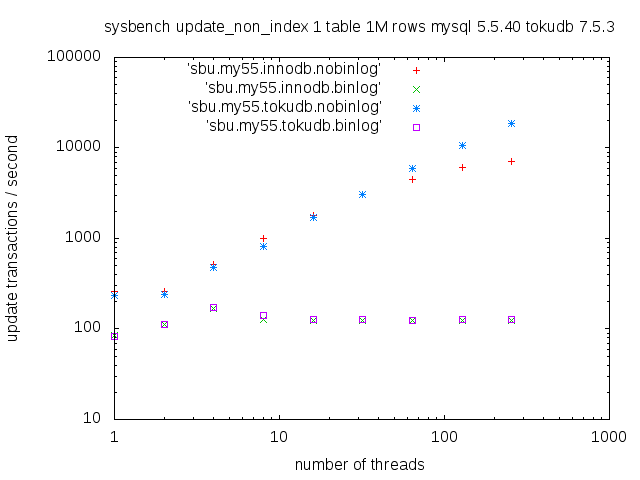 sysbench update_non_index 1 table 1M rows mysql 5.5.40 tokudb 7.5.3
100000
'sbu.my55.innodb.nobinlog'
'sbu.my55.innodb.binlog'
'sbu.my55.tokudb.nobinlog'
'sbu.my55.tokudb.binlog'
10000
1000
100
10
update transactions / second
1 10 100 1000
number of threads